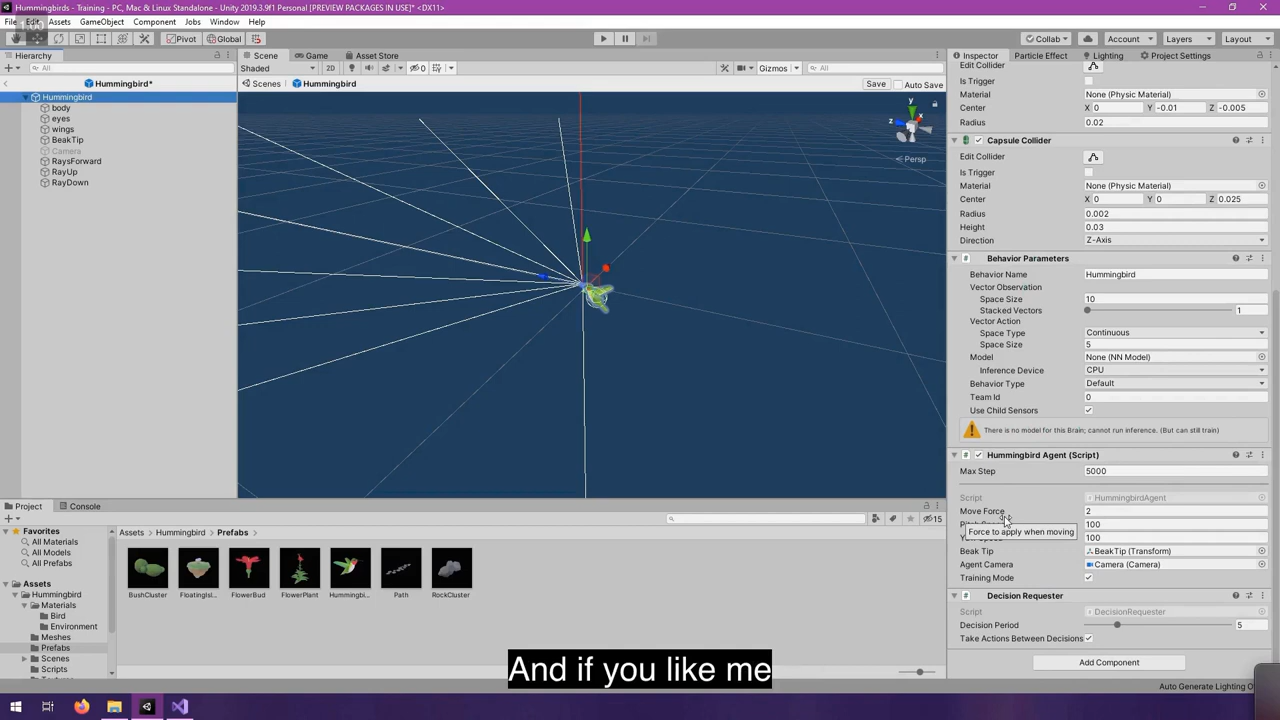 Hummingbirds - Training - PC, Mac & Linux Standalone - Unity 2019.3.9f1 Personal [PREVIEW PACKAGES IN USE]* <DX11>
File Edit Assets GameObject Component Jobs Window Help
Pivot Global Collab Account Layers Layout
Hierarchy Scene Game Asset Store Inspector Particle Effect Lighting Project Settings
All Shaded 2D 0 Gizmos All
Hummingbird* Scenes Hummingbird Save Auto Save
Hummingbird
body
eyes
wings
BeakTip
Camera
RaysForward
RayUp
RayDown
y
x
z
Persp
Edit Collider
Is Trigger
Material None (Physic Material)
Center X 0 Y -0.01 Z -0.005
Radius 0.02
Capsule Collider
Edit Collider
Is Trigger
Material None (Physic Material)
Center X 0 Y 0 Z 0.025
Radius 0.002
Height 0.03
Direction Z-Axis
Behavior Parameters
Behavior Name Hummingbird
Vector Observation
Space Size 10
Stacked Vectors 1
Vector Action
Space Type Continuous
Space Size 5
Model None (NN Model)
Inference Device CPU
Behavior Type Default
Team Id 0
Use Child Sensors
There is no model for this Brain; cannot run inference. (But can still train)
Hummingbird Agent (Script)
Max Step 5000
Script HummingbirdAgent
Move Force 2
100
Force to apply when moving
100
Beak Tip BeakTip (Transform)
Agent Camera Camera (Camera)
Training Mode
Decision Requester
Script DecisionRequester
Decision Period 5
Take Actions Between Decisions
Add Component
Auto Generate Lighting
Project Console
15
Favorites
All Materials
All Models
All Prefabs
Assets
Hummingbird
Materials
Bird
Environment
Meshes
Prefabs
Scenes
Scripts
Assets Hummingbird Prefabs
BushCluster FloatingIsl... FlowerBud FlowerPlant Hummingbi... Path RockCluster
And if you like me